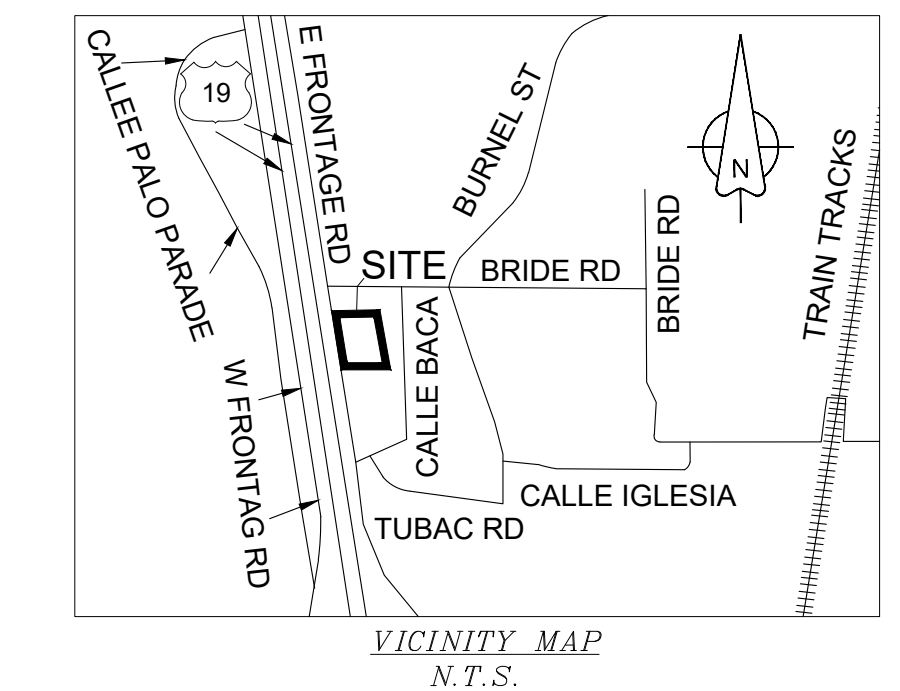 CALLEE PALO PARADE
19
E FRONTAGE RD
BURNEL ST
N
TRAIN TRACKS
SITE
BRIDE RD
BRIDE RD
CALLE BACA
W FRONTAG RD
CALLE IGLESIA
TUBAC RD
VICINITY MAP
N.T.S.